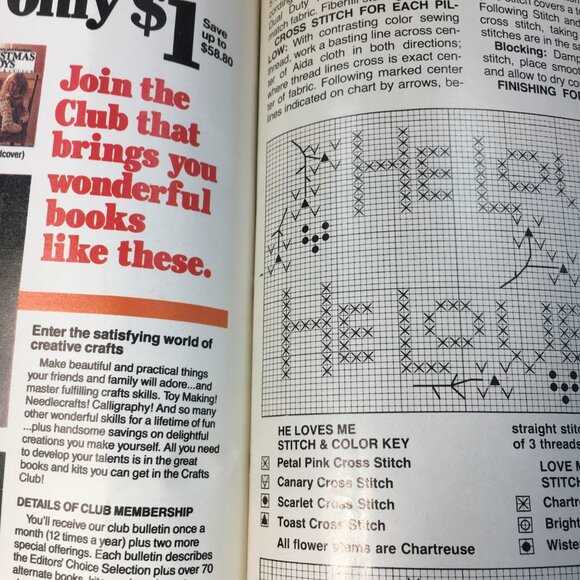 only $1
Save
up to
$58.80
dcover)
Join the
Club that
brings you
wonderful
books
like these.
Enter the satisfying world of
creative crafts
Make beautiful and practical things
your friends and family will adore...and
master fulfilling crafts skills. Toy Making!
Needlecrafts! Calligraphy! And so many
other wonderful skills for a lifetime of fun
...plus handsome savings on delightful
creations you make yourself. All you need
to develop your talents is in the great
books and kits you can get in the Crafts
Club!
DETAILS OF CLUB MEMBERSHIP
You'll receive our club bulletin once a
month (12 times a year) plus two more
special offerings. Each bulletin describes
the Editors' Choice Selection plus over 70
match fabric. Fiberfill
CROSS STITCH FOR EACH PIL-
LOW: With contrasting color sewing
thread, work a basting line across cen-
ter of Aida cloth in both directions;
where thread lines cross is exact cen-
ter of fabric. Following marked center
lines indicated on chart by arrows, be-
stitch covers a
Following Stitch and
cross stitch, taking
stitches are in the s
Blocking: Damp
stitch, place smoo
and allow to dry co
FINISHING FOR
HE LO
HE LOV
HE LOVES ME
STITCH & COLOR KEY
Petal Pink Cross Stitch
Canary Cross Stitch
Scarlet Cross Stitch
Toast Cross Stitch
All flower stems are Chartreuse
straight stitc
of 3 threads
LOVE M
STITCH
Chartr
Bright
Wister